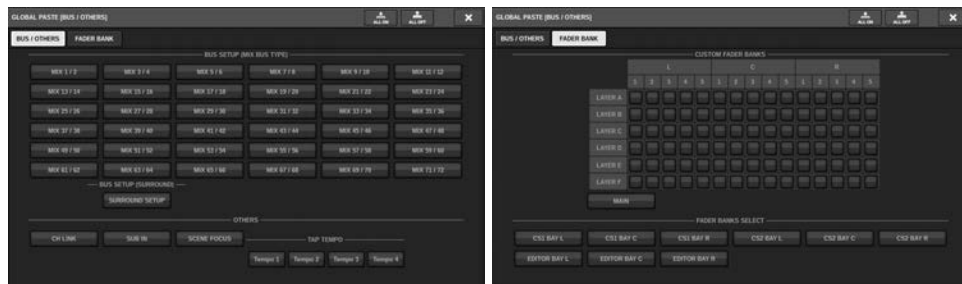 GLOBAL PASTE [BUS / OTHERS]
ALL ON
ALL OFF
BUS / OTHERS
FADER BANK
BUS SETUP (MIX BUS TYPE)
MIX 1 / 2 MIX 3 / 4 MIX 5 / 6 MIX 7 / 8 MIX 9 / 10 MIX 11 / 12
MIX 13 / 14 MIX 15 / 16 MIX 17 / 18 MIX 19 / 20 MIX 21 / 22 MIX 23 / 24
MIX 25 / 26 MIX 27 / 28 MIX 29 / 30 MIX 31 / 32 MIX 33 / 34 MIX 35 / 36
MIX 37 / 38 MIX 39 / 40 MIX 41 / 42 MIX 43 / 44 MIX 45 / 46 MIX 47 / 48
MIX 49 / 50 MIX 51 / 52 MIX 53 / 54 MIX 55 / 56 MIX 57 / 58 MIX 59 / 60
MIX 61 / 62 MIX 63 / 64 MIX 65 / 66 MIX 67 / 68 MIX 69 / 70 MIX 71 / 72
BUS SETUP (SURROUND)
SURROUND SETUP
OTHERS
CH LINK SUB IN SCENE FOCUS
TAP TEMPO
Tempo 1 Tempo 2 Tempo 3 Tempo 4
GLOBAL PASTE [BUS / OTHERS]
ALL ON
ALL OFF
BUS / OTHERS
FADER BANK
CUSTOM FADER BANKS
L C R
1 2 3 4 5 1 2 3 4 5 1 2 3 4 5
LAYER A
LAYER B
LAYER C
LAYER D
LAYER E
LAYER F
MAIN
FADER BANKS SELECT
CS1 BAY L CS1 BAY C CS1 BAY R CS2 BAY L CS2 BAY C CS2 BAY R
EDITOR BAY L EDITOR BAY C EDITOR BAY R